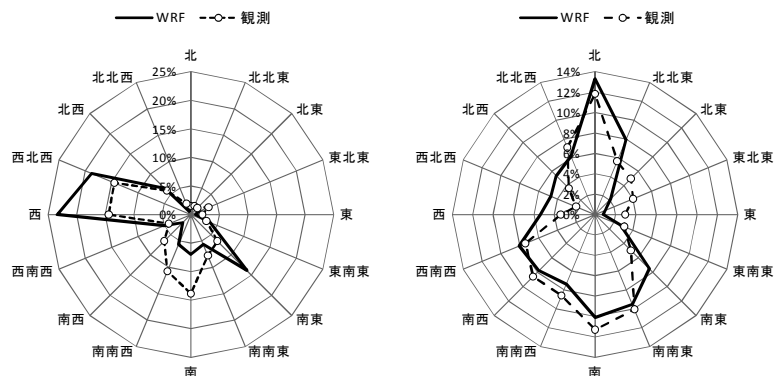 WRF 観測
北
北北東
北東
東北東
東
東南東
南東
南南東
南
南南西
南西
西南西
西
西北西
北西
北北西
25%
20%
15%
10%
5%
0%
WRF 観測
北
北北東
北東
東北東
東
東南東
南東
南南東
南
南南西
南西
西南西
西
西北西
北西
北北西
14%
12%
10%
8%
6%
4%
2%
0%